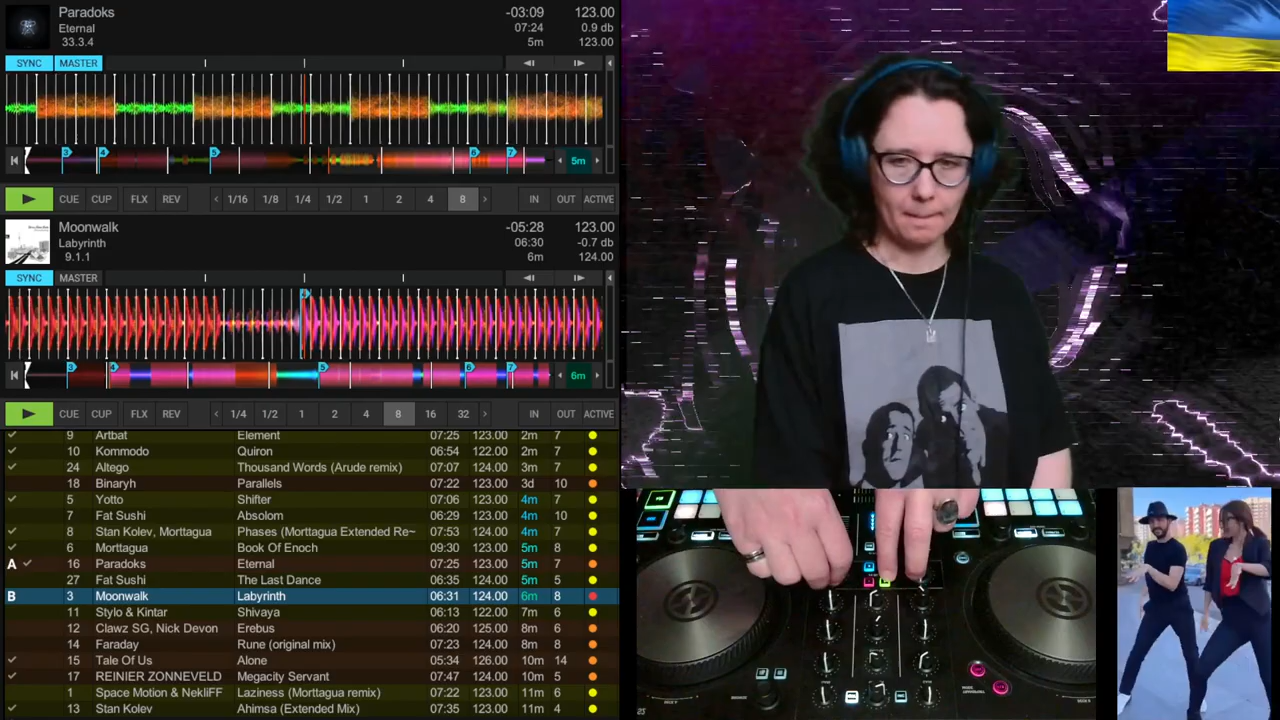 Paradoks -03:09 123.00
Eternal 07:24 0.9 db
33.3.4 5m 123.00
SYNC MASTER
3 4 5 6 7 5m
CUE CUP FLX REV 1/16 1/8 1/4 1/2 1 2 4 8 IN OUT ACTIVE
Moonwalk -05:28 123.00
Labyrinth 06:30 -0.7 db
9.1.1 6m 124.00
SYNC MASTER
4
3 4 5 6 7 6m
CUE CUP FLX REV 1/4 1/2 1 2 4 8 16 32 IN OUT ACTIVE
9 Artbat Element 07:25 123.00 2m 7
10 Kommodo Quiron 06:54 122.00 2m 7
24 Altego Thousand Words (Arude remix) 07:07 124.00 3m 7
18 Binaryh Parallels 07:22 123.00 3d 10
5 Yotto Shifter 07:06 123.00 4m 7
7 Fat Sushi Absolom 06:29 123.00 4m 10
8 Stan Kolev, Morttagua Phases (Morttagua Extended Re~ 07:53 124.00 4m 7
6 Morttagua Book Of Enoch 09:30 123.00 5m 8
A 16 Paradoks Eternal 07:25 123.00 5m 7
27 Fat Sushi The Last Dance 06:35 124.00 5m 5
B 3 Moonwalk Labyrinth 06:31 124.00 6m 8
11 Stylo & Kintar Shivaya 06:13 122.00 7m 6
12 Clawz SG, Nick Devon Erebus 06:20 125.00 8m 6
14 Faraday Rune (original mix) 07:23 124.00 8m 8
15 Tale Of Us Alone 05:34 126.00 10m 14
17 REINIER ZONNEVELD Megacity Servant 07:47 124.00 10m 5
1 Space Motion & NekliFF Laziness (Morttagua remix) 07:22 123.00 11m 6
13 Stan Kolev Ahimsa (Extended Mix) 07:35 123.00 11m 4